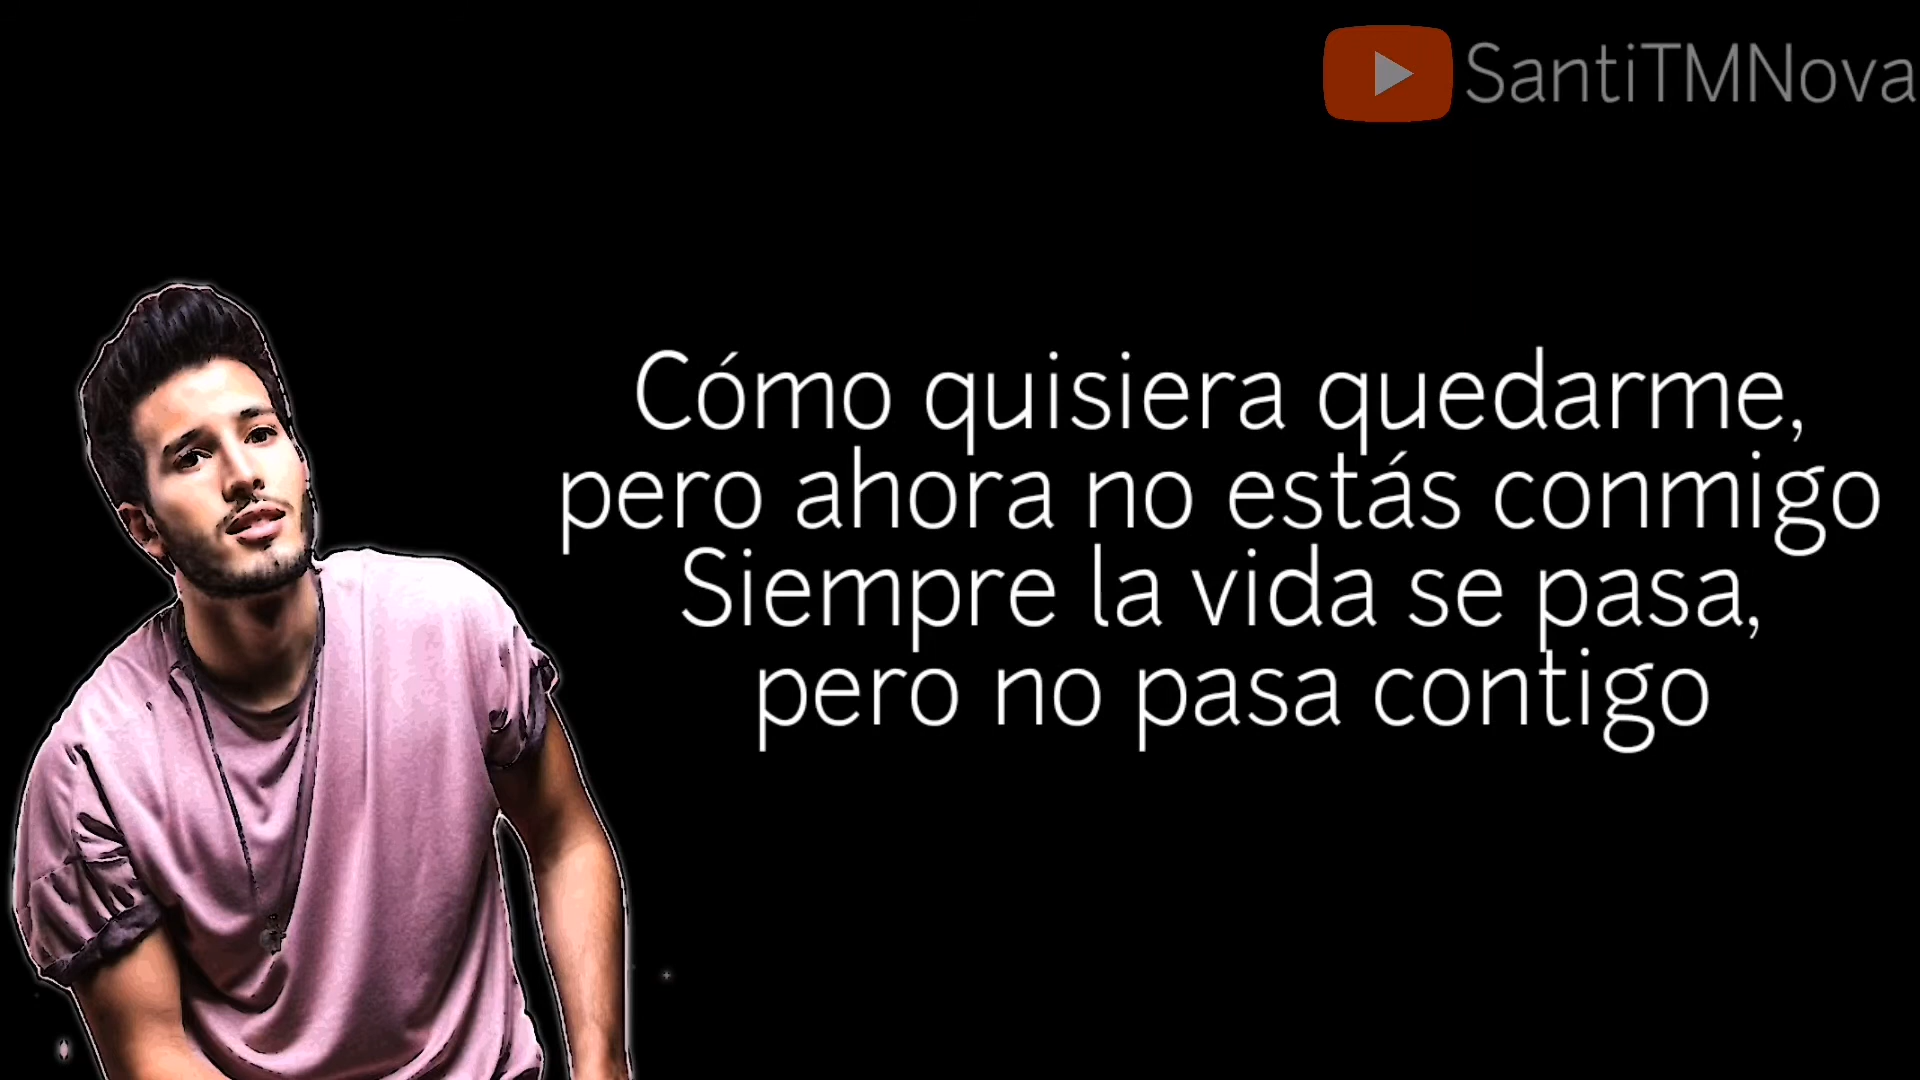 SantiTMNova
Cómo quisiera quedarme,
pero ahora no estás conmigo
Siempre la vida se pasa,
pero no pasa contigo